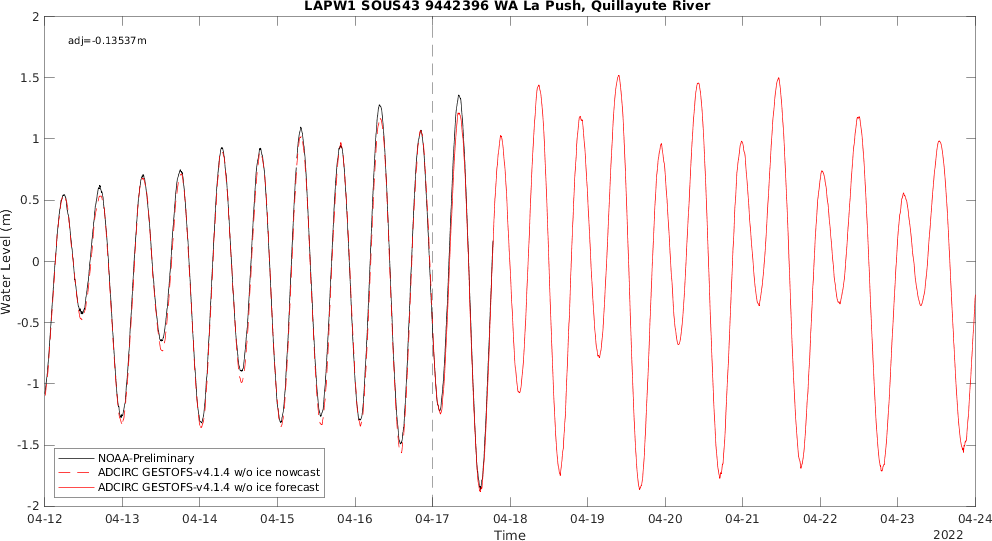 LAPW1 SOUS43 9442396 WA La Push, Quillayute River
adj=-0.13537m
2
1.5
1
0.5
0
-0.5
-1
-1.5
-2
Water Level (m)
NOAA-Preliminary
ADCIRC GESTOFS-v4.1.4 w/o ice nowcast
ADCIRC GESTOFS-v4.1.4 w/o ice forecast
04-12 04-13 04-14 04-15 04-16 04-17 04-18 04-19 04-20 04-21 04-22 04-23 04-24
Time
2022